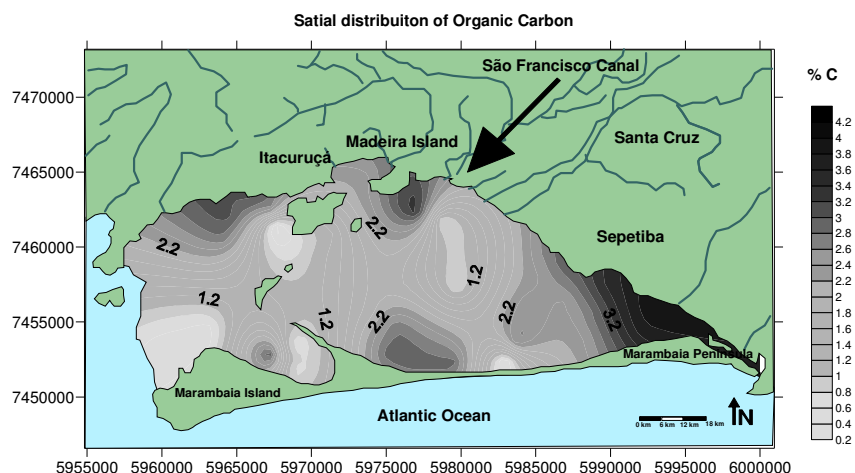 Satial distribuiton of Organic Carbon
São Francisco Canal
% C
7470000
Madeira Island
Santa Cruz
Itacuruçá
7465000
2.2
Sepetiba
7460000
2.2
1.2
1.2
1.2
2.2
2.2
3.2
7455000
Marambaia Peninsula
Marambaia Island
7450000
Atlantic Ocean
N
0 km 6 km 12 km 18 km
5955000 5960000 5965000 5970000 5975000 5980000 5985000 5990000 5995000 6000000
4.2
4
3.8
3.6
3.4
3.2
3
2.8
2.6
2.4
2.2
2
1.8
1.6
1.4
1.2
1
0.8
0.6
0.4
0.2